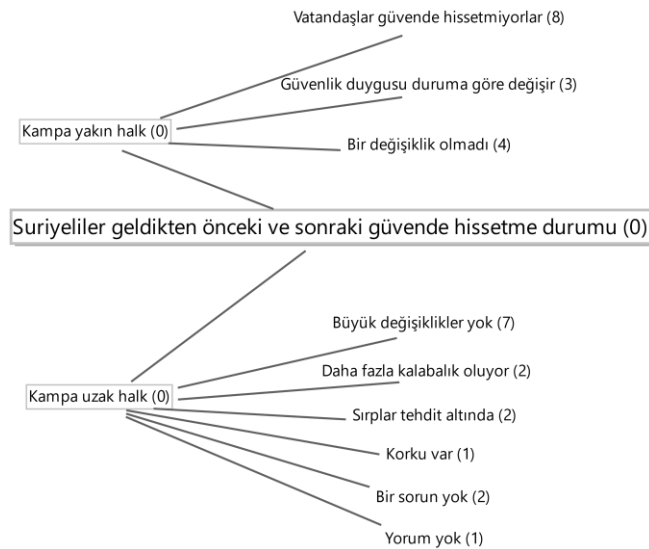 Vatandaşlar güvende hissetmiyorlar (8)
Güvenlik duygusu duruma göre değişir (3)
Kampa yakın halk (0)
Bir değişiklik olmadı (4)
Suriyeliler geldikten önceki ve sonraki güvende hissetme durumu (0)
Büyük değişiklikler yok (7)
Daha fazla kalabalık oluyor (2)
Kampa uzak halk (0)
Sırplar tehdit altında (2)
Korku var (1)
Bir sorun yok (2)
Yorum yok (1)